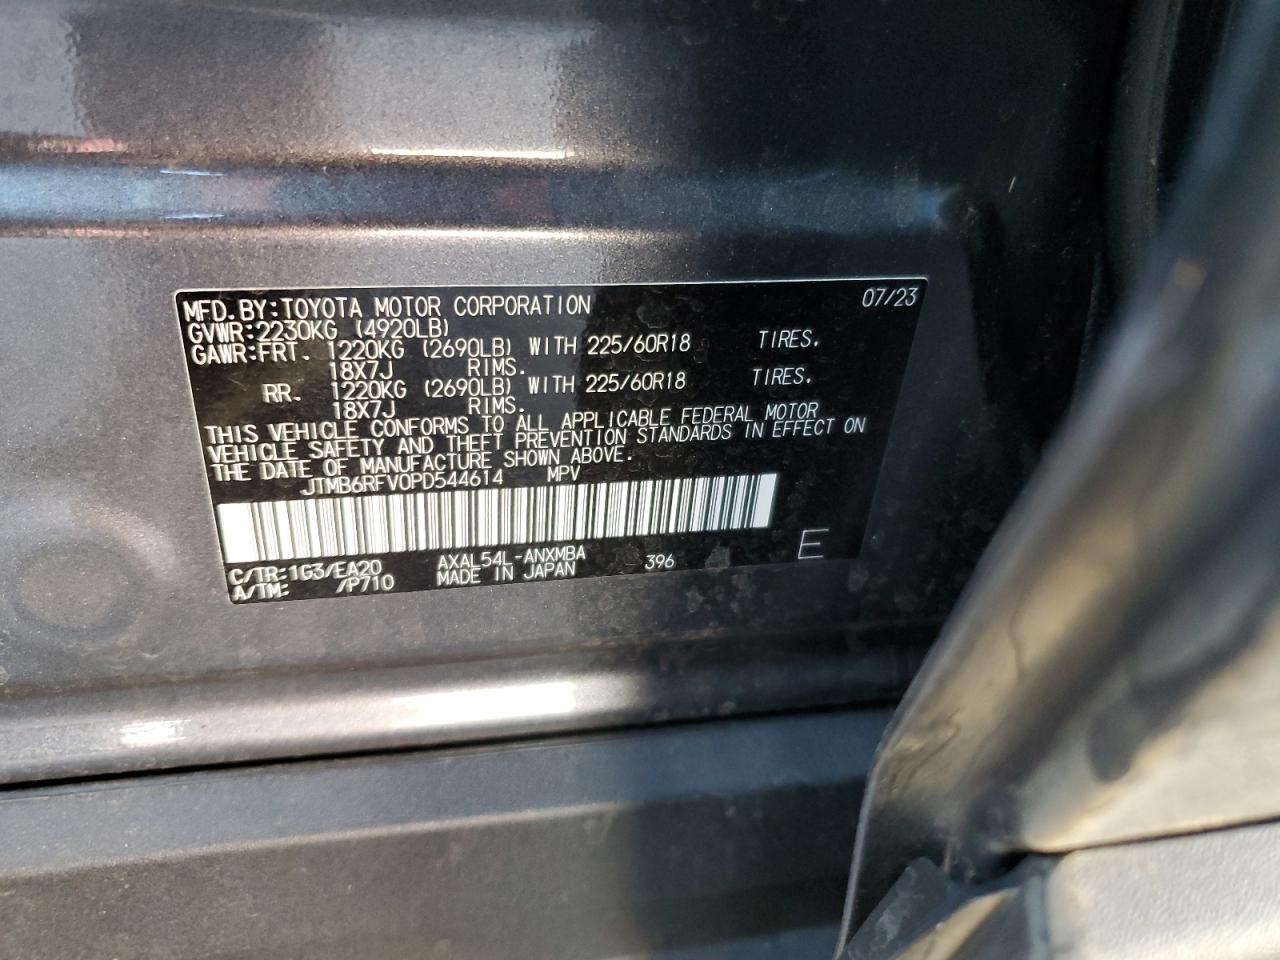 MFD.BY:TOYOTA MOTOR CORPORATION 07/23
GVWR:2230KG (4920LB)
GAWR:FRT. 1220KG (2690LB) WITH 225/60R18 TIRES.
18X7J RIMS.
RR. 1220KG (2690LB) WITH 225/60R18 TIRES.
18X7J RIMS.
THIS VEHICLE CONFORMS TO ALL APPLICABLE FEDERAL MOTOR
VEHICLE SAFETY AND THEFT PREVENTION STANDARDS IN EFFECT ON
THE DATE OF MANUFACTURE SHOWN ABOVE.
JTMB6RFV0PD544614 MPV
C/TR:1G3/EA20 AXAL54L-ANXMBA 396 E
A/TM: /P710 MADE IN JAPAN